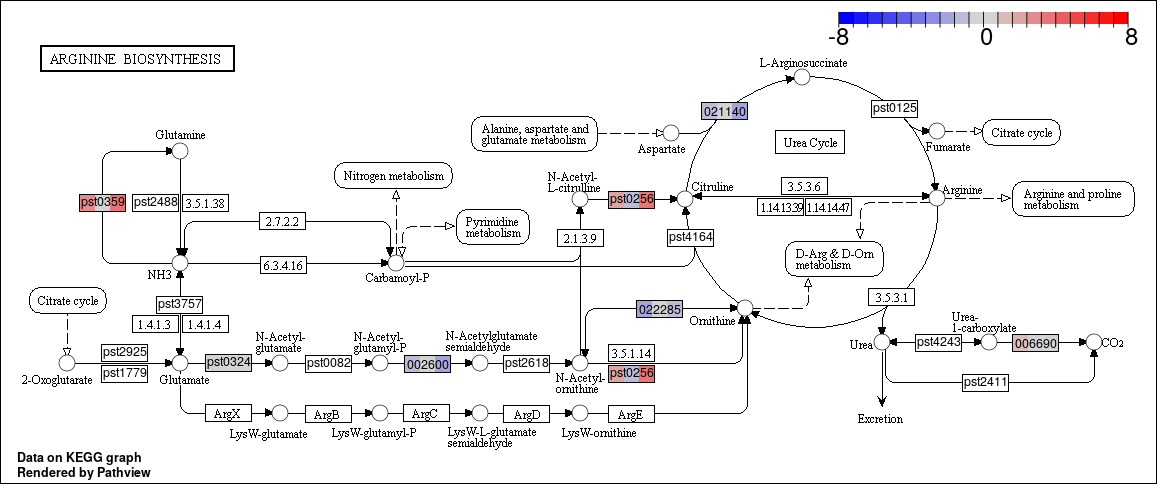 -8 0 8
ARGININE BIOSYNTHESIS
L-Arginosuccinate
021140
pst0125
Alanine, aspartate and
glutamate metabolism
Aspartate
Urea Cycle
Fumarate
Citrate cycle
Glutamine
Nitrogen metabolism
N-Acetyl-
L-citrulline
Citruline
3.5.3.6
Arginine
Arginine and proline
metabolism
pst0359
pst2488
3.5.1.38
pst0256
1.14.13.39
1.14.14.47
2.7.2.2
Pyrimidine
metabolism
2.1.3.9
pst4164
D-Arg & D-Orn
metabolism
NH3
6.3.4.16
Carbamoyl-P
Citrate cycle
pst3757
1.4.1.3
1.4.1.4
022285
Ornithine
3.5.3.1
Urea-
1-carboxylate
N-Acetyl-
glutamate
N-Acetyl-
glutamyl-P
N-Acetylglutamate
semialdehyde
Urea
pst4243
006690
CO2
pst2925
pst1779
pst0324
pst0082
002600
pst2618
3.5.1.14
pst0256
2-Oxoglutarate
Glutamate
N-Acetyl-
ornithine
pst2411
ArgX
ArgB
ArgC
ArgD
ArgE
LysW-glutamate
LysW-glutamyl-P
LysW-L-glutamate
semialdehyde
LysW-ornithine
Excretion
Data on KEGG graph
Rendered by Pathview